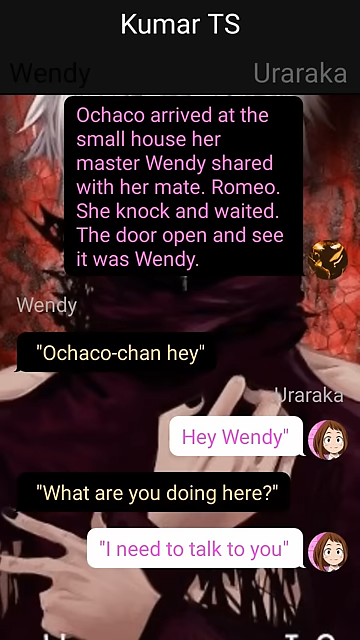 Kumar TS
Wendy
Uraraka
Ochaco arrived at the
small house her
master Wendy shared
with her mate. Romeo.
She knock and waited.
The door open and see
it was Wendy.
Wendy
"Ochaco-chan hey"
Uraraka
Hey Wendy"
"What are you doing here?"
"I need to talk to you"